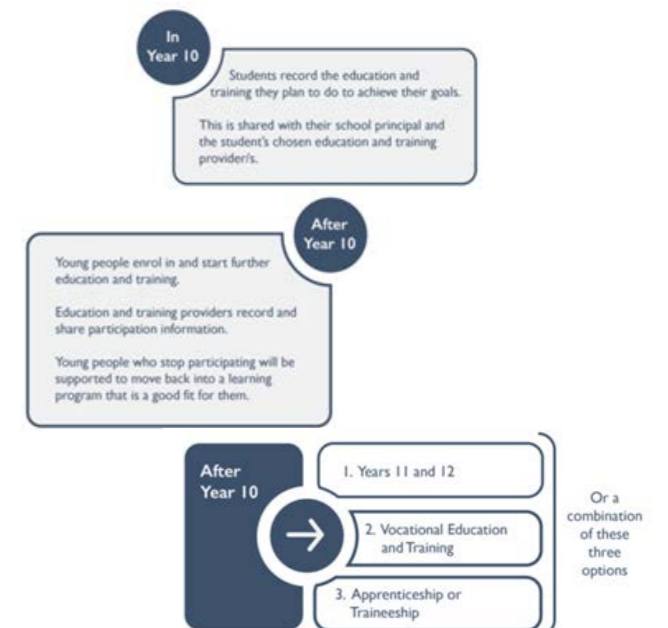 In
Year 10
Students record the education and
training they plan to do to achieve their goals.
This is shared with their school principal and
the student's chosen education and training
provider/s.
After
Year 10
Young people enrol in and start further
education and training.
Education and training providers record and
share participation information.
Young people who stop participating will be
supported to move back into a learning
program that is a good fit for them.
After
Year 10
1. Years 11 and 12
2. Vocational Education
and Training
3. Apprenticeship or
Traineeship
Or a
combination
of these
three
options